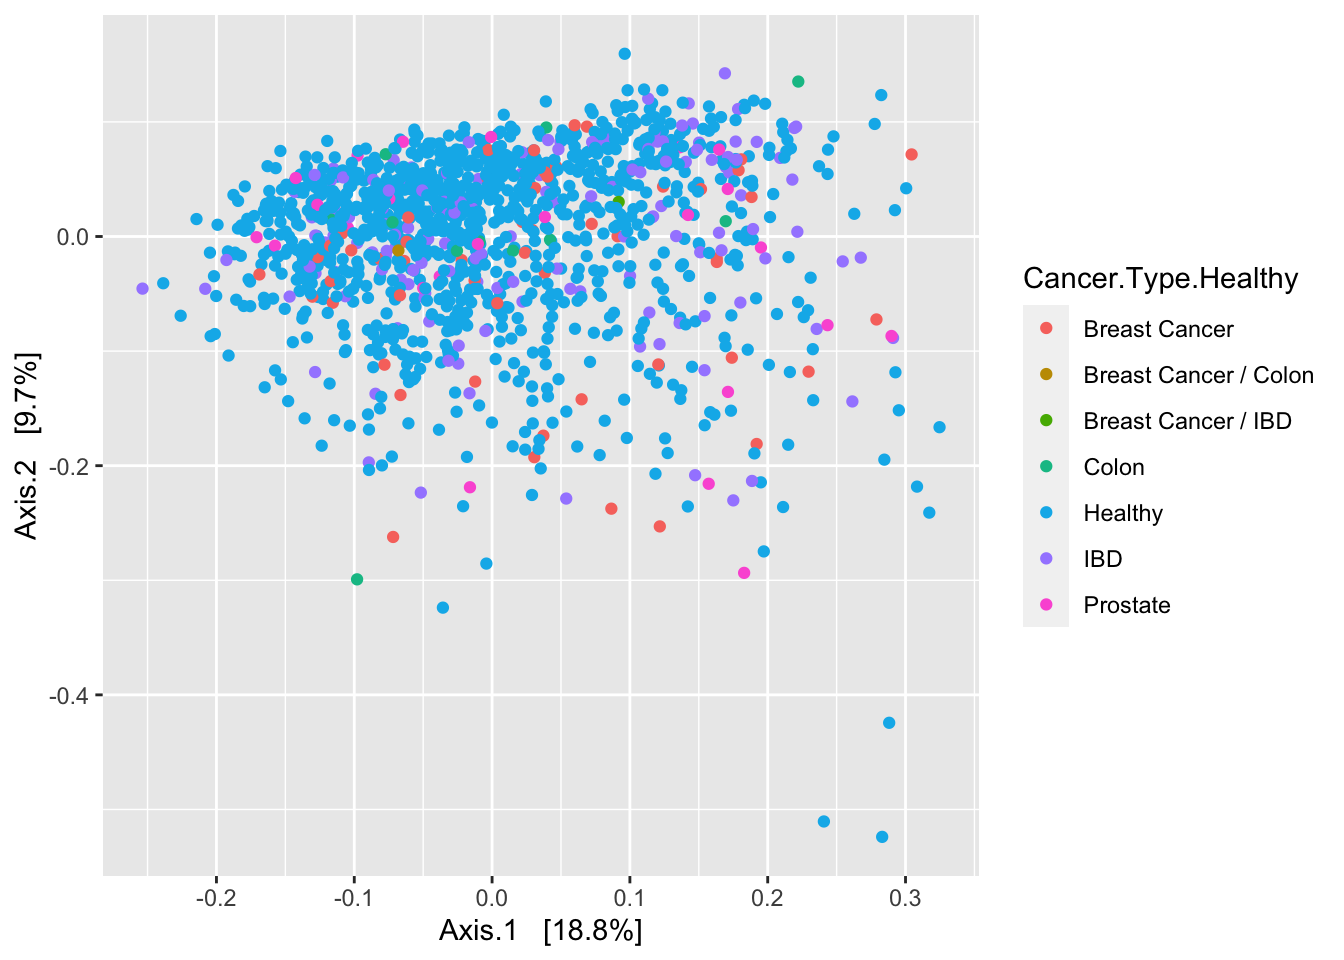 0.0
-0.2
-0.4
-0.2
-0.1
0.0
0.1
0.2
0.3
Axis.1 [18.8%]
Axis.2 [9.7%]
Cancer.Type.Healthy
Breast Cancer
Breast Cancer / Colon
Breast Cancer / IBD
Colon
Healthy
IBD
Prostate